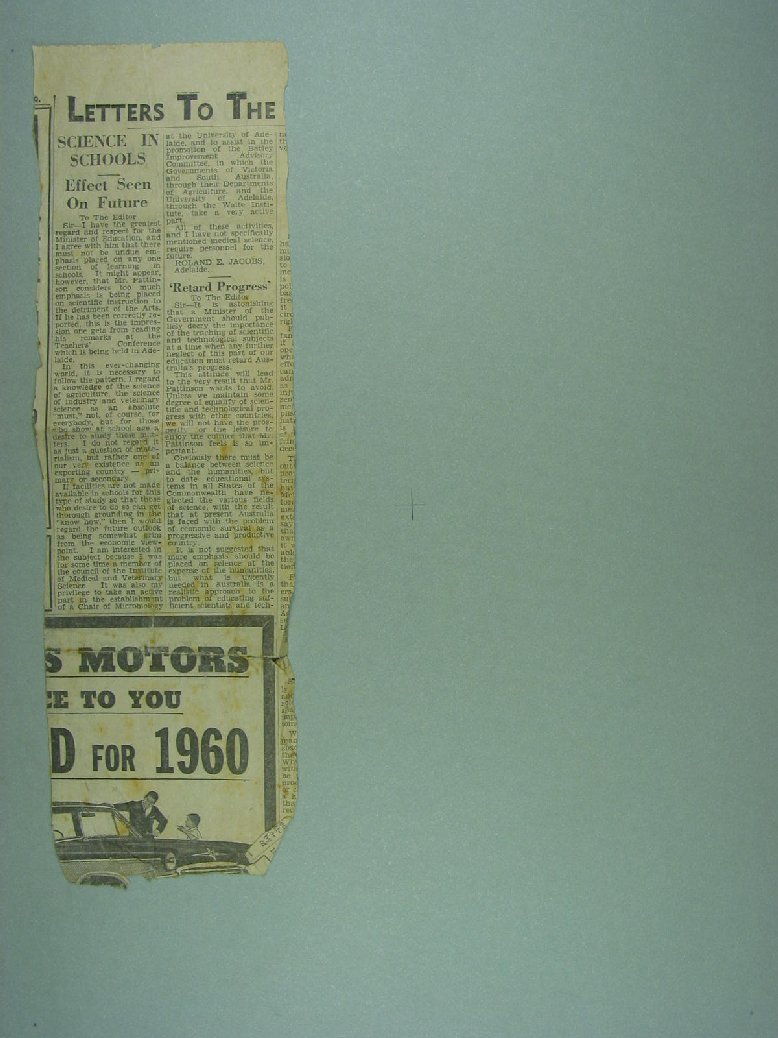 LETTERS TO THE
SCIENCE IN
SCHOOLS
Effect Seen
On Future
To The Editor
Sir—I have the greatest
regard and respect for the
Minister of Education, and
I agree with him that there
must not be undue em-
phasis placed on any one
section of learning in
schools. It might appear,
however, that Mr. Pattin-
son considers too much
emphasis is being placed
on scientific instruction to
the detriment of the Arts.
If he has been correctly re-
ported, this is the impres-
sion one gets from reading
his remarks at the
Teachers' Conference
which is being held in Ade-
laide.
In this ever-changing
world, it is necessary to
follow the pattern. I regard
a knowledge of the science
of agriculture, the science
of industry and veterinary
science as an absolute
"must," not, of course, for
everybody, but for those
who show at school age a
desire to study these mat-
ters. I do not regard it
as just a question of mate-
rialism, but rather one of
our very existence as an
exporting country — pri-
mary or secondary.
If facilities are not made
available in schools for this
type of study so that those
who desire to do so can get
thorough grounding in the
"know how," then I would
regard the future outlook
as being somewhat grim
from the economic view-
point. I am interested in
the subject because I was
for some time a member of
the council of the Institute
of Medical and Veterinary
Science. It was also my
privilege to take an active
part in the establishment
of a Chair of Microbiology
at the University of Ade-
laide, and to assist in the
promotion of the Barley
Improvement Advisory
Committee, in which the
Governments of Victoria
and South Australia,
through their Departments
of Agriculture, and the
University of Adelaide,
through the Waite Insti-
tute, take a very active
part.
All of these activities,
and I have not specifically
mentioned medical science,
require personnel for the
future.
ROLAND E. JACOBS,
Adelaide.
'Retard Progress'
To The Editor
Sir—It is astonishing
that a Minister of the
Government should pub-
licly decry the importance
of the teaching of scientific
and technological subjects
at a time when any further
neglect of this part of our
education must retard Aus-
tralia's progress.
This attitude will lead
to the very result that Mr.
Pattinson wants to avoid.
Unless we maintain some
degree of equality of scien-
tific and technological pro-
gress with other countries,
we will not have the pros-
perity or the leisure to
enjoy the culture that Mr.
Pattinson feels is so im-
portant.
Obviously there must be
a balance between science
and the humanities, but
to date educational sys-
tems in all States of the
Commonwealth have ne-
glected the various fields
of science, with the result
that at present Australia
is faced with the problem
of economic survival as a
progressive and productive
country.
It is not suggested that
more emphasis should be
placed on science at the
expense of the humanities,
but what is urgently
needed in Australia is a
realistic approach to the
problem of educating suf-
ficient scientists and tech-
S MOTORS
E TO YOU
D FOR 1960